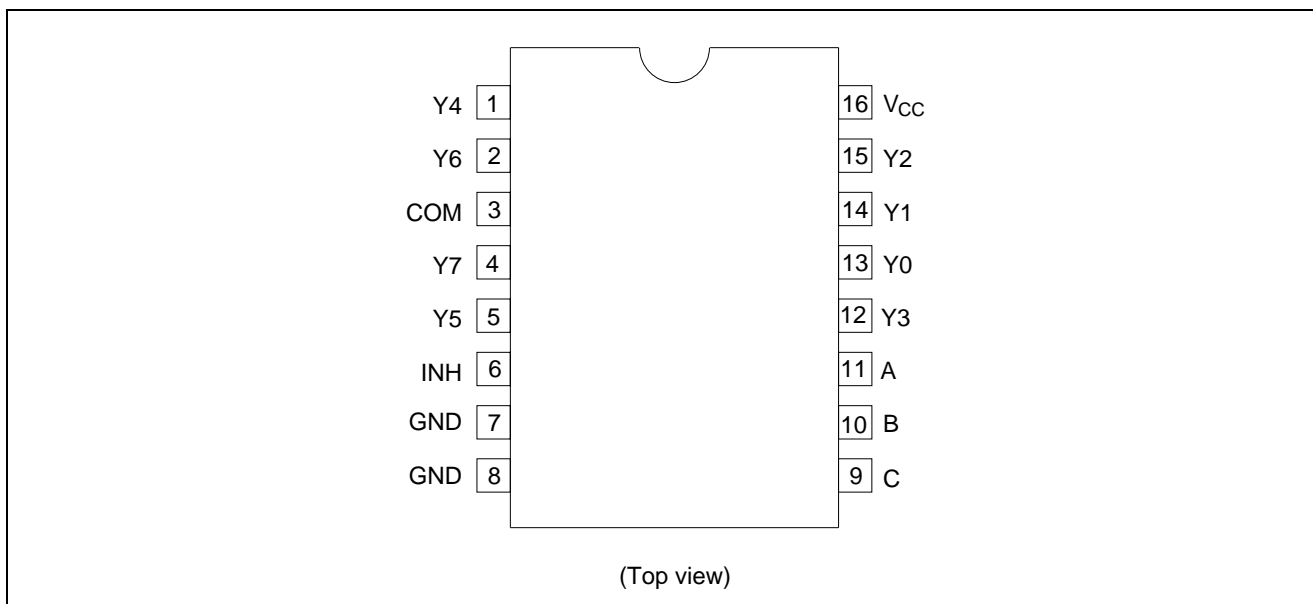 Y4 1 16 VCC
Y6 2 15 Y2
COM 3 14 Y1
Y7 4 13 Y0
Y5 5 12 Y3
INH 6 11 A
GND 7 10 B
GND 8 9 C
(Top view)